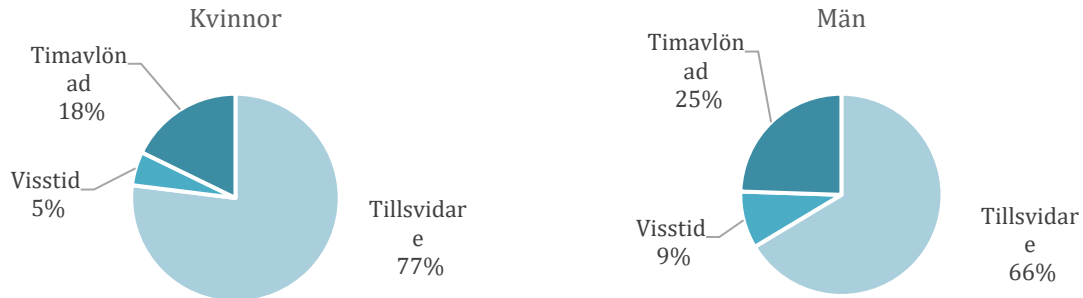 Kvinnor
Timavlön
ad
18%
Visstid
5%
Tillsvidar
e
77%
Män
Timavlön
ad
25%
Visstid
9%
Tillsvidar
e
66%